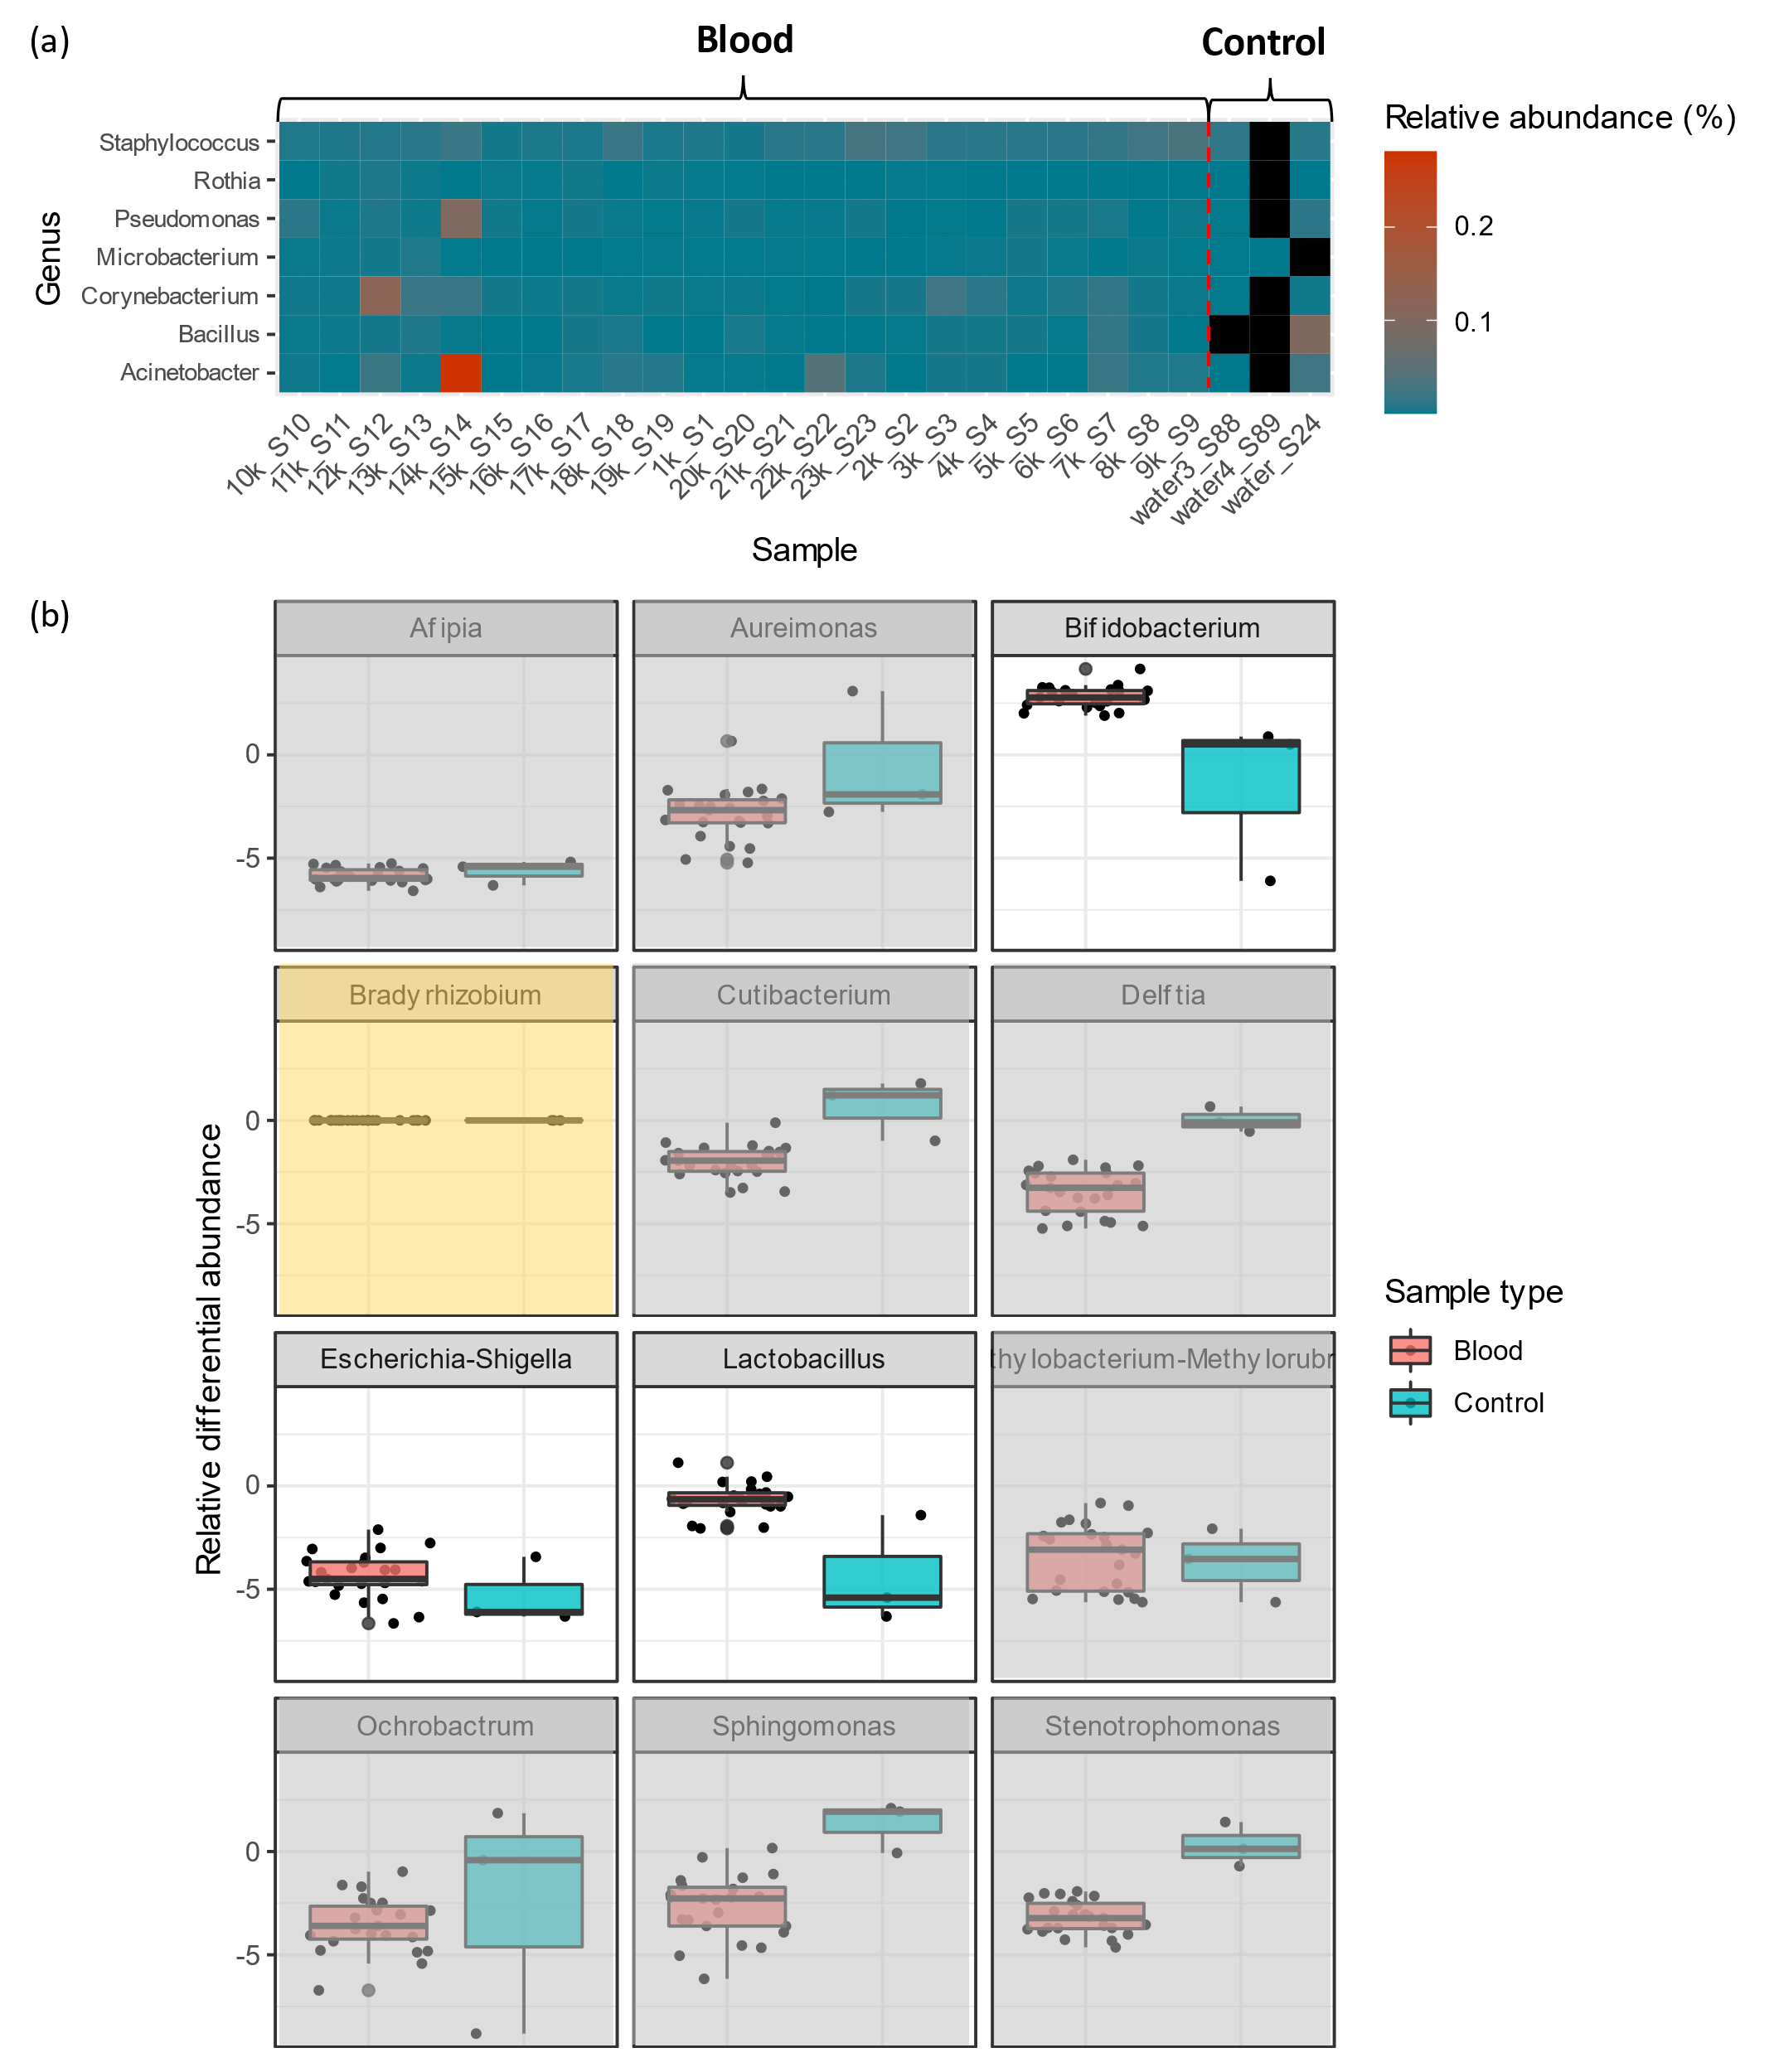 (a)
Blood
Control
Relative abundance (%)
0.2
0.1
Genus
Staphylococcus
Rothia
Pseudomonas
Microbacterium
Corynebacterium
Bacillus
Acinetobacter
10k_S10
11k_S11
12k_S12
13k_S13
14k_S14
15k_S15
16k_S16
17k_S17
18k_S18
19k_S19
1k_S1
20k_S20
21k_S21
22k_S22
23k_S23
2k_S2
3k_S3
4k_S4
5k_S5
6k_S6
7k_S7
8k_S8
9k_S9
water3_S88
water4_S89
water_S24
Sample
(b)
Relative differential abundance
Afipia
Aureimonas
Bifidobacterium
0
-5
Bradyrhizobium
Cutibacterium
Delftia
0
-5
Escherichia-Shigella
Lactobacillus
thylobacterium-Methylorubr
0
-5
Ochrobactrum
Sphingomonas
Stenotrophomonas
0
-5
Sample type
Blood
Control